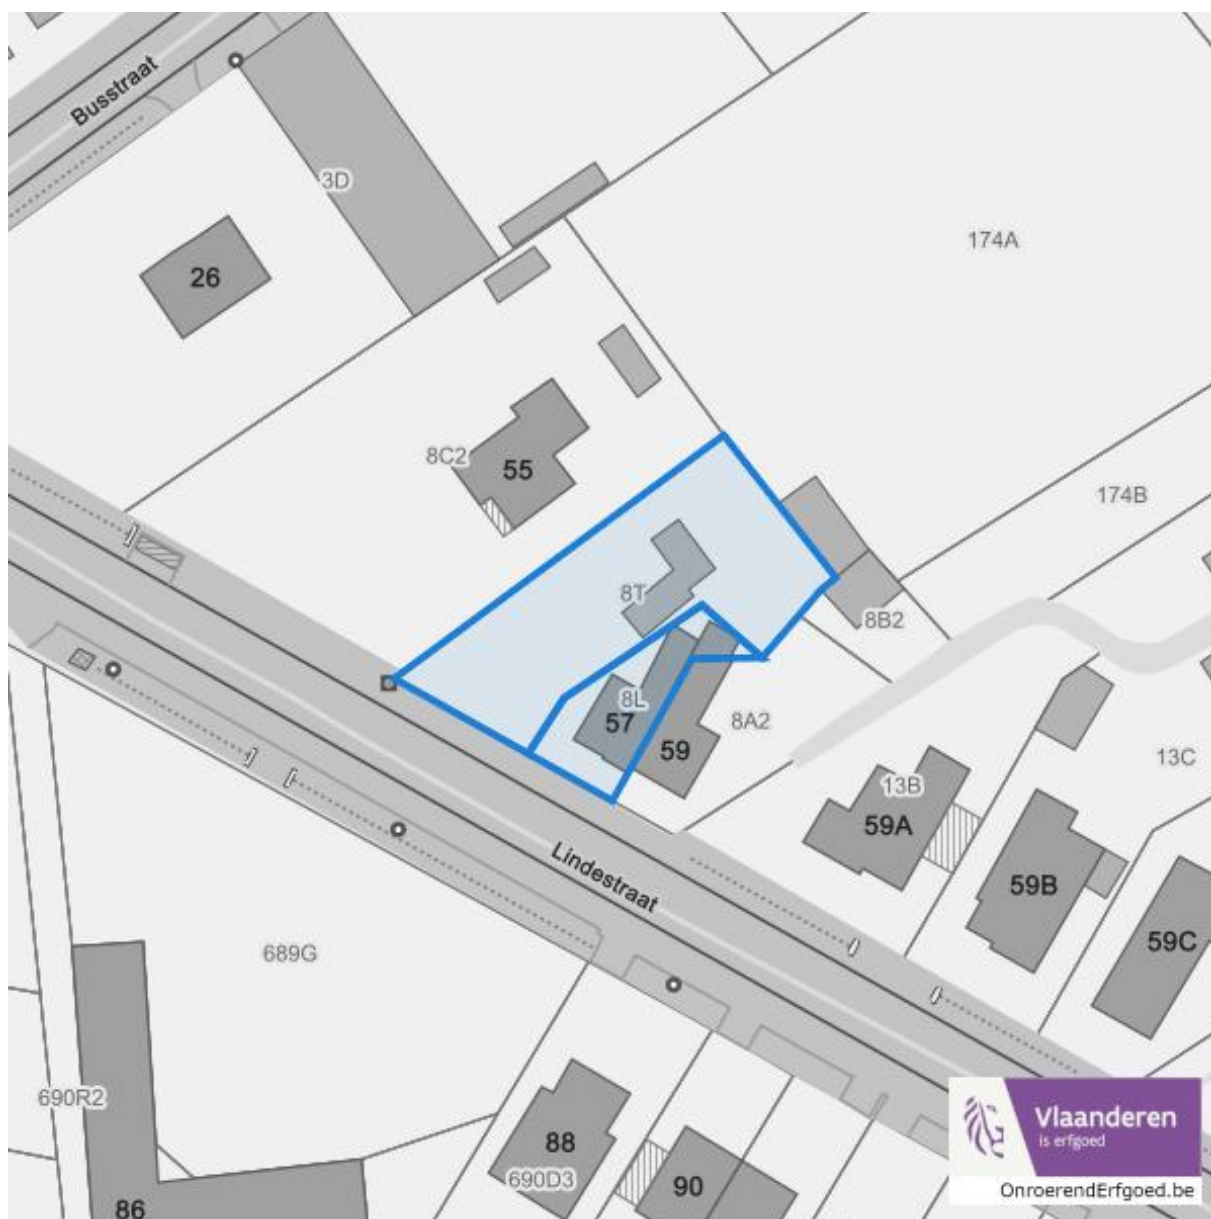 Busstraat
3D
26
174A
8C2
55
174B
8T
8B2
8L
57
59
8A2
13C
13B
59A
Lindestraat
59B
59C
689G
690R2
88
690D3
90
86
Vlaanderen
is erfgoed
OnroerendErfgoed.be